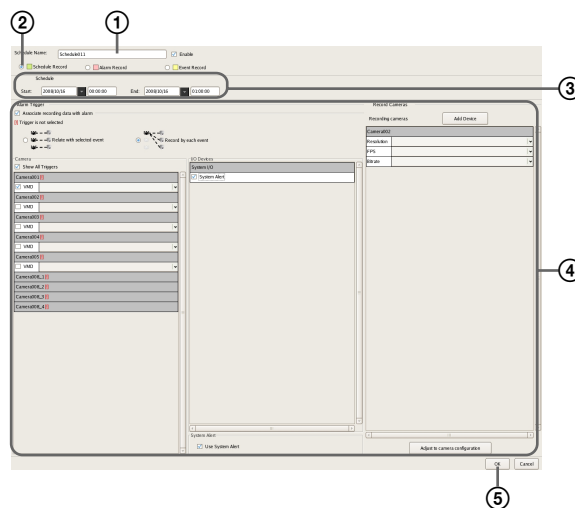 ② ①
Schedule Name: Schedule011 Enable
Schedule Record Alarm Record Event Record
Schedule
Start: 2008/10/16 00:00:00 End: 2008/10/16 01:00:00
③
Alarm Trigger Record Cameras
Associate recording data with alarm
Recording cameras Add Device
Trigger is not selected
Relate with selected event Record by each event
Camera002
Resolution
FPS
Bitrate
Camera I/O Devices
Show All Triggers System I/O
Camera001 System Alert
VMD
Camera002
VMD
Camera003
VMD
Camera004
VMD
Camera005
VMD
Camera008_1
Camera008_2
Camera008_3
Camera008_4
④
System Alert
Use System Alert Adjust to camera configuration
OK Cancel
⑤